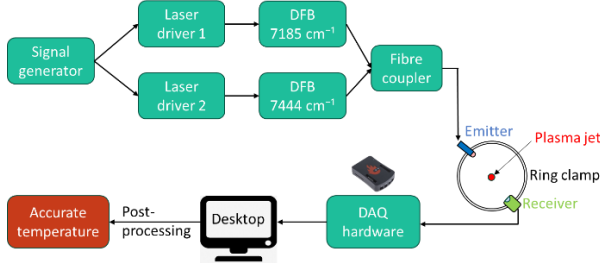 Signal
generator
Laser
driver 1
DFB
7185 cm⁻¹
Laser
driver 2
DFB
7444 cm⁻¹
Fibre
coupler
Emitter
Plasma jet
Ring clamp
Receiver
DAQ
hardware
Desktop
Post-
processing
Accurate
temperature